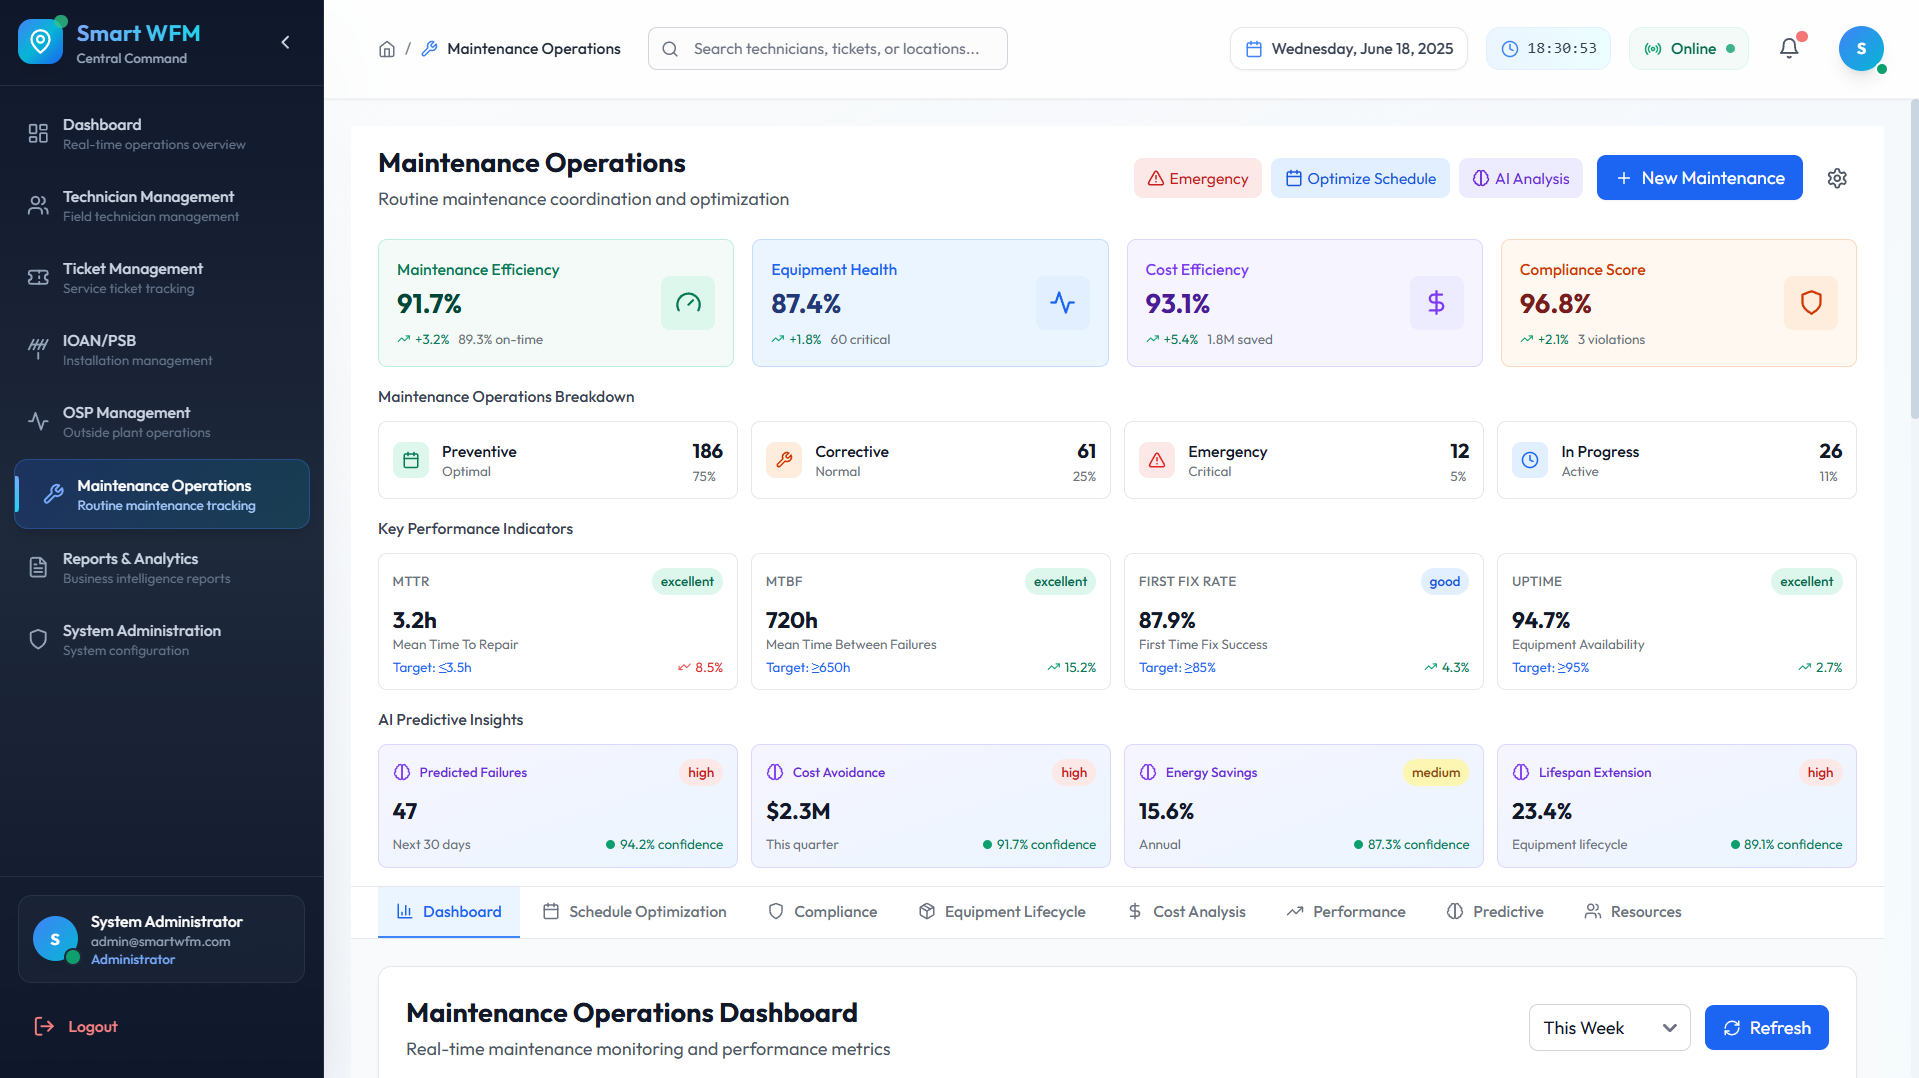 Smart WFM
Central Command
Dashboard
Real-time operations overview
Technician Management
Field technician management
Ticket Management
Service ticket tracking
IOAN/PSB
Installation management
OSP Management
Outside plant operations
Maintenance Operations
Routine maintenance tracking
Reports & Analytics
Business intelligence reports
System Administration
System configuration
S
System Administrator
admin@smartwfm.com
Administrator
Logout
/ Maintenance Operations
Search technicians, tickets, or locations...
Wednesday, June 18, 2025
18:30:53
Online
S
Maintenance Operations
Routine maintenance coordination and optimization
Emergency
Optimize Schedule
AI Analysis
New Maintenance
Maintenance Efficiency
91.7%
+3.2% 89.3% on-time
Equipment Health
87.4%
+1.8% 60 critical
Cost Efficiency
93.1%
+5.4% 1.8M saved
Compliance Score
96.8%
+2.1% 3 violations
Maintenance Operations Breakdown
Preventive 186
Optimal 75%
Corrective 61
Normal 25%
Emergency 12
Critical 5%
In Progress 26
Active 11%
Key Performance Indicators
MTTR excellent
3.2h
Mean Time To Repair
Target: ≤3.5h 8.5%
MTBF excellent
720h
Mean Time Between Failures
Target: ≥650h 15.2%
FIRST FIX RATE good
87.9%
First Time Fix Success
Target: ≥85% 4.3%
UPTIME excellent
94.7%
Equipment Availability
Target: ≥95% 2.7%
AI Predictive Insights
Predicted Failures high
47
Next 30 days 94.2% confidence
Cost Avoidance high
$2.3M
This quarter 91.7% confidence
Energy Savings medium
15.6%
Annual 87.3% confidence
Lifespan Extension high
23.4%
Equipment lifecycle 89.1% confidence
Dashboard
Schedule Optimization
Compliance
Equipment Lifecycle
Cost Analysis
Performance
Predictive
Resources
Maintenance Operations Dashboard
Real-time maintenance monitoring and performance metrics
This Week
Refresh